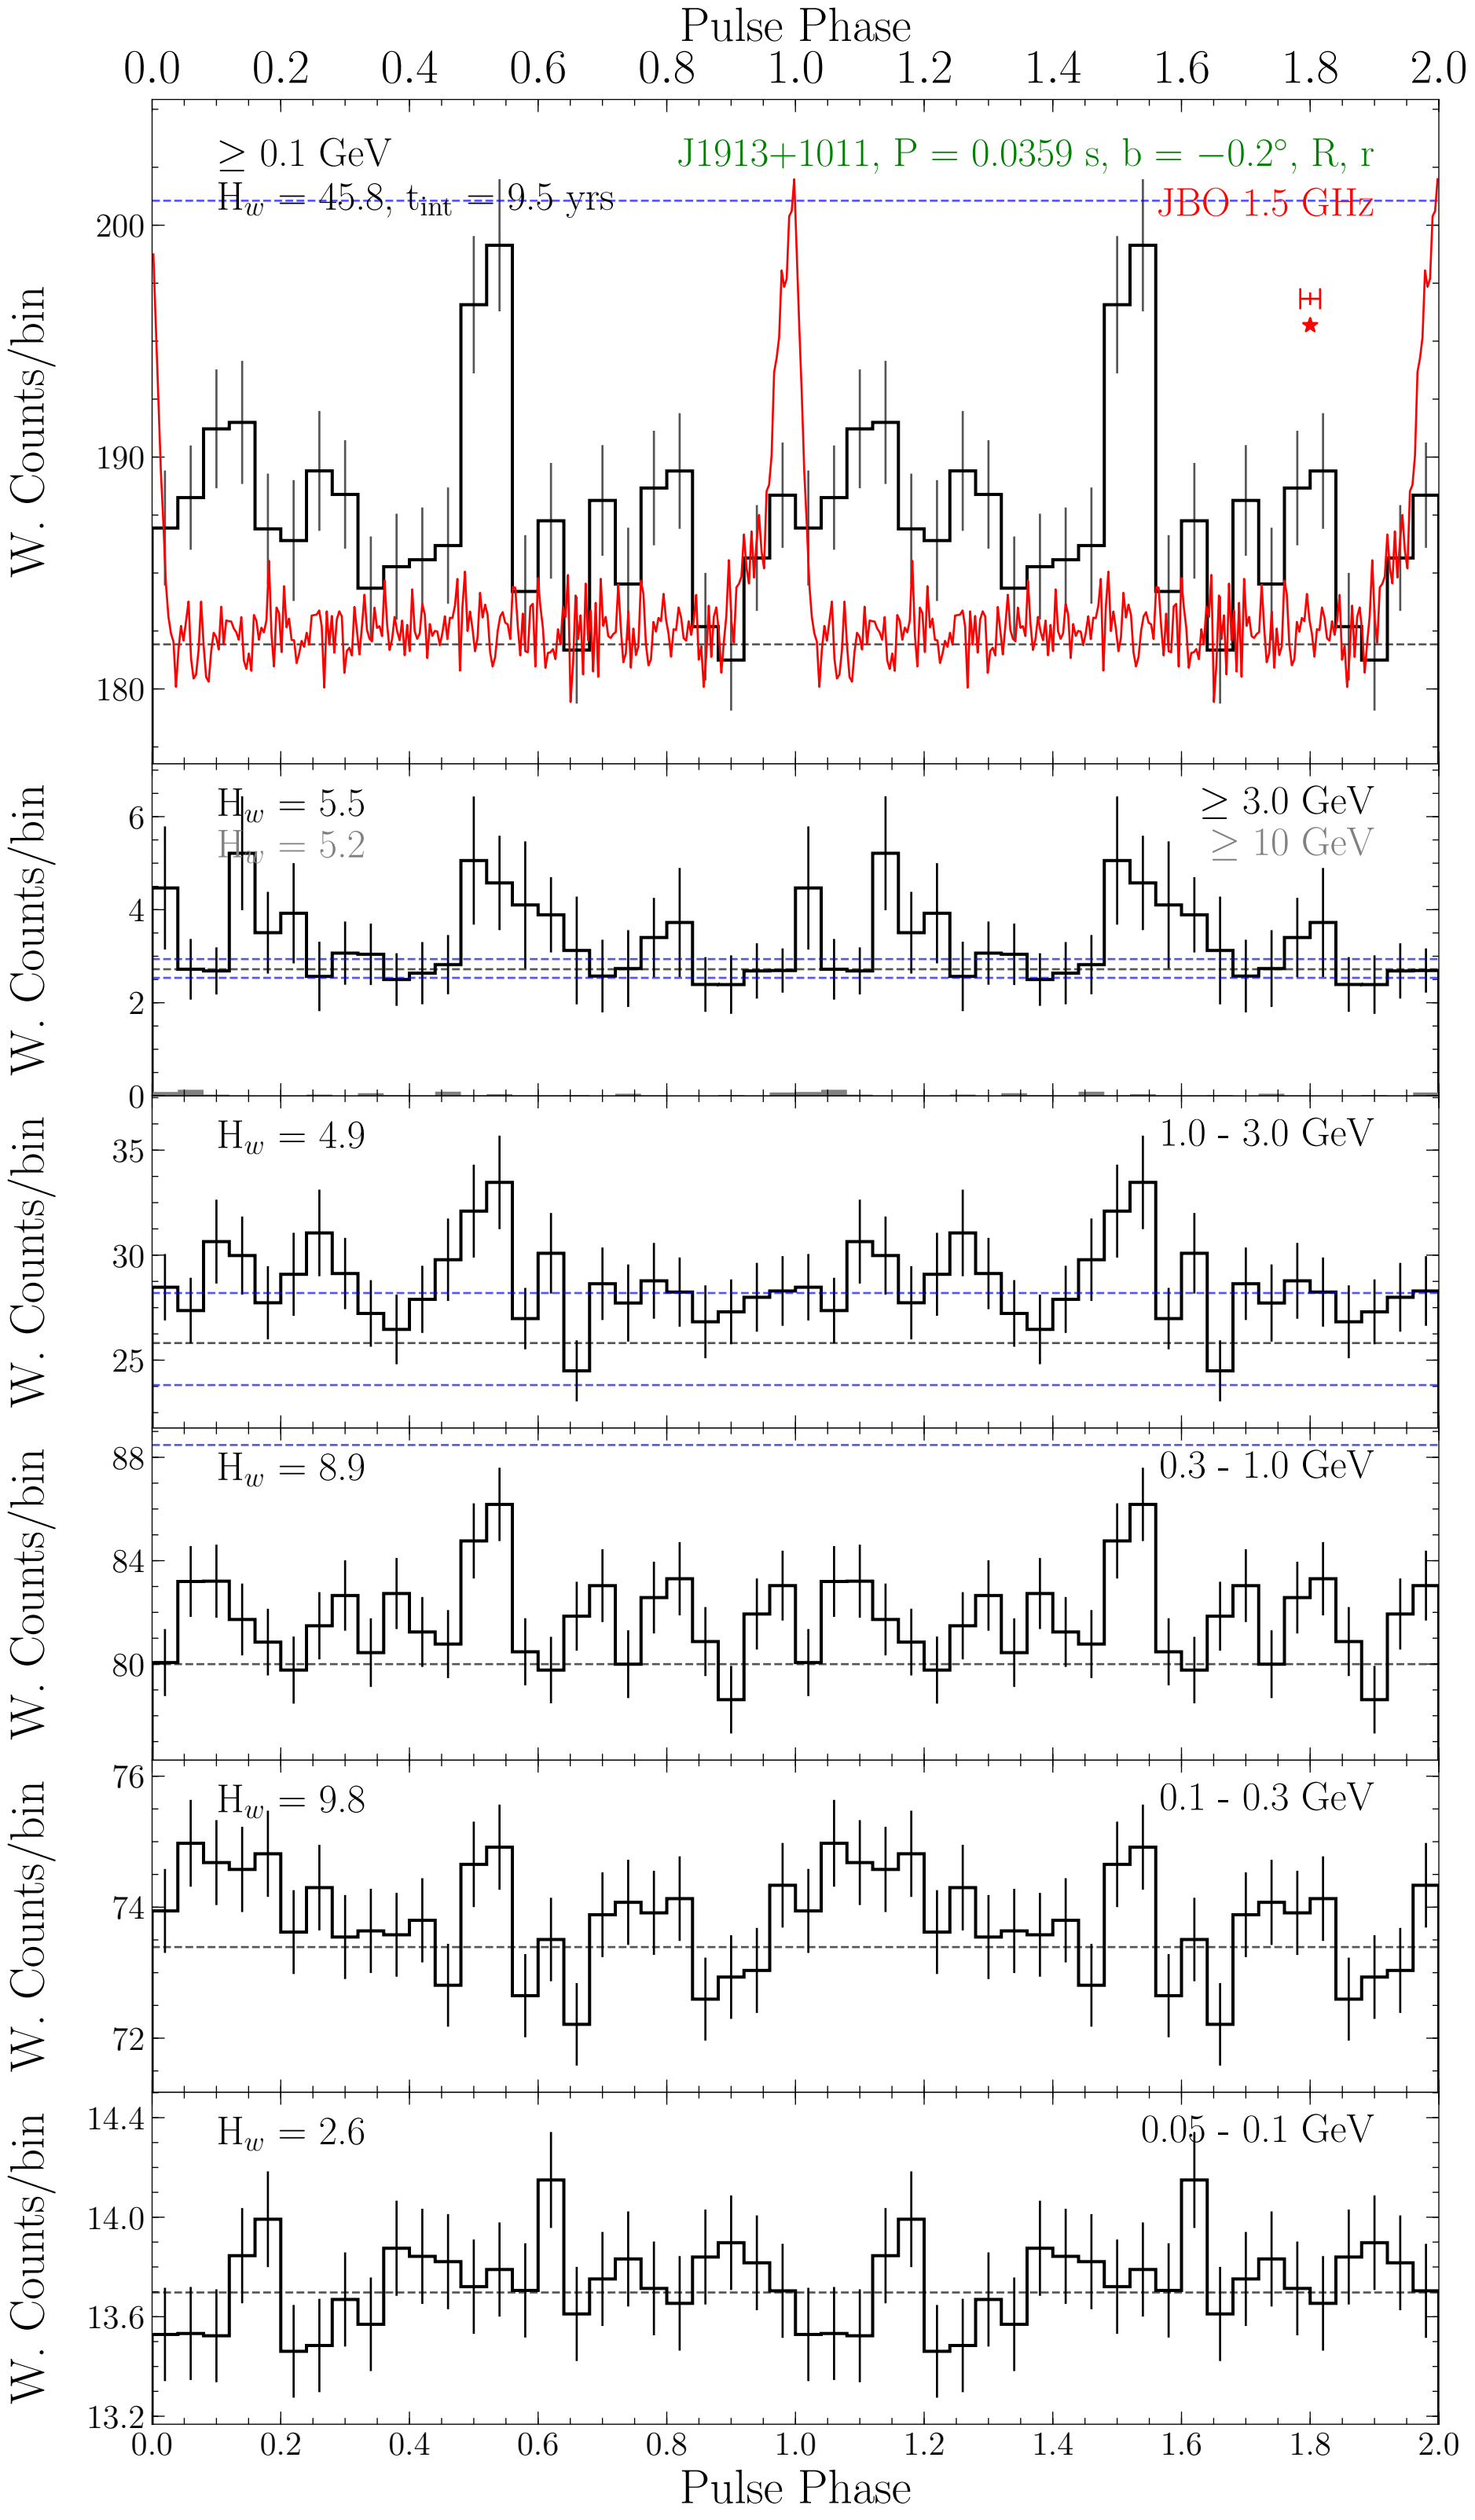 Pulse Phase
0.0 0.2 0.4 0.6 0.8 1.0 1.2 1.4 1.6 1.8 2.0
≥ 0.1 GeV
J1913+1011, P = 0.0359 s, b = −0.2°, R, r
H_w = 45.8, t_int = 9.5 yrs
JBO 1.5 GHz
200
190
180
W. Counts/bin
H_w = 5.5
≥ 3.0 GeV
H_w = 5.2
≥ 10 GeV
6
4
2
0
W. Counts/bin
H_w = 4.9
1.0 - 3.0 GeV
35
30
25
W. Counts/bin
H_w = 8.9
0.3 - 1.0 GeV
88
84
80
W. Counts/bin
H_w = 9.8
0.1 - 0.3 GeV
76
74
72
W. Counts/bin
H_w = 2.6
0.05 - 0.1 GeV
14.4
14.0
13.6
13.2
W. Counts/bin
0.0 0.2 0.4 0.6 0.8 1.0 1.2 1.4 1.6 1.8 2.0
Pulse Phase